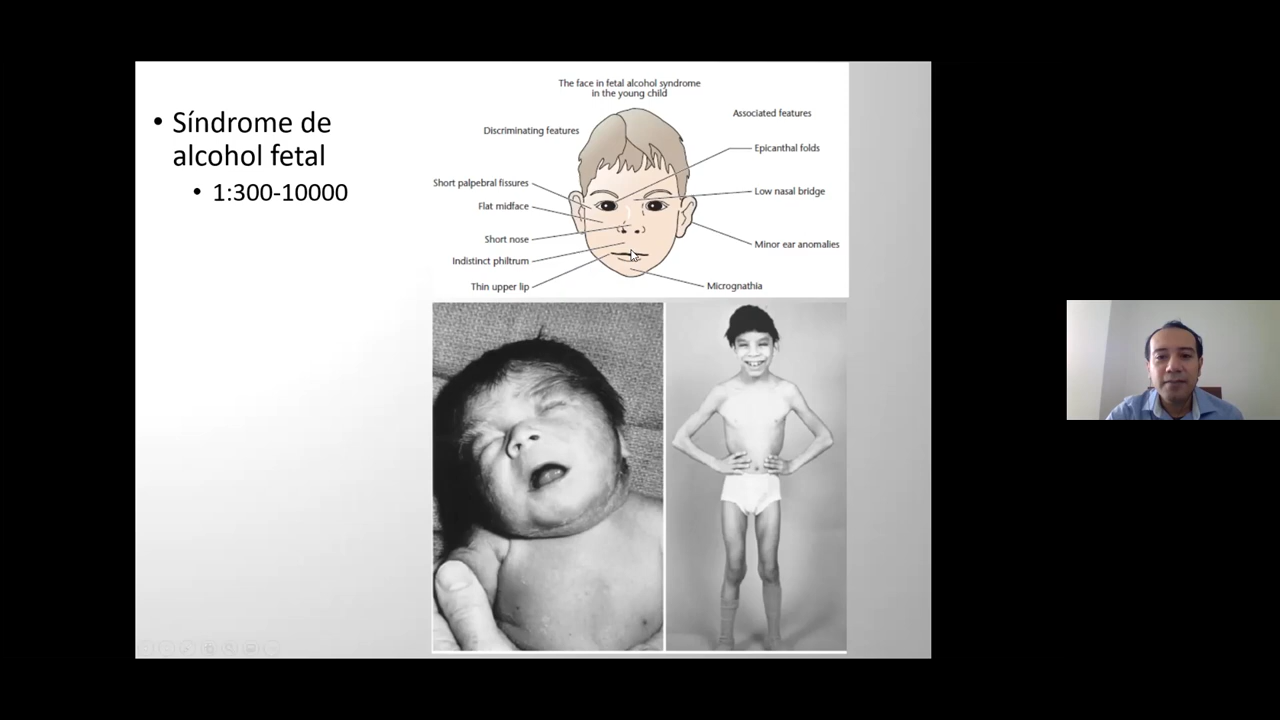 • Síndrome de
alcohol fetal
• 1:300-10000
The face in fetal alcohol syndrome
in the young child
Discriminating features
Associated features
Short palpebral fissures
Flat midface
Short nose
Indistinct philtrum
Thin upper lip
Epicanthal folds
Low nasal bridge
Minor ear anomalies
Micrognathia